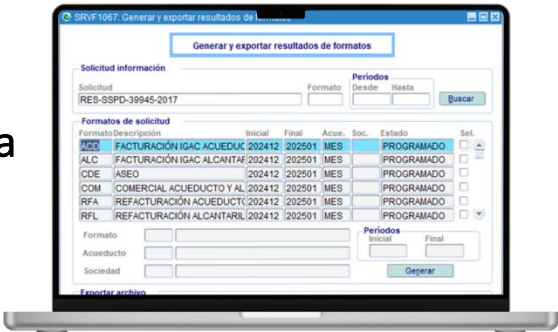 SRVF1067: Generar y exportar resultados de
Generar y exportar resultados de formatos
Solicitud información
Periodos
Solicitud Formato Desde Hasta
RES-SSPD-39945-2017 Buscar
a
Formatos de solicitud
Formato Descripción Inicial Final Acue. Soc. Estado Sel.
ACD FACTURACIÓN IGAC ACUEDUC 202412 202501 MES PROGRAMADO
ALC FACTURACIÓN IGAC ALCANTAF 202412 202501 MES PROGRAMADO
CDE ASEO 202412 202501 MES PROGRAMADO
COM COMERCIAL ACUEDUCTO Y AL 202412 202501 MES PROGRAMADO
RFA REFACTURACIÓN ACUEDUCTO 202412 202501 MES PROGRAMADO
RFL REFACTURACIÓN ALCANTARIL 202412 202501 MES PROGRAMADO
Formato Periodos
Inicial Final
Acueducto
Sociedad Generar
Exportar archivo